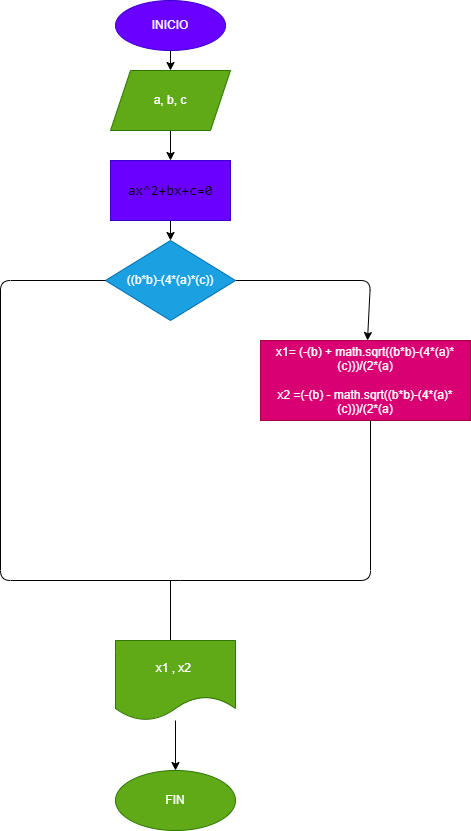 INICIO
a, b, c
ax^2+bx+c=0
((b*b)-(4*(a)*(c))
x1= (-(b) + math.sqrt((b*b)-(4*(a)*
(c)))/(2*(a)
x2 =(-(b) - math.sqrt((b*b)-(4*(a)*
(c)))/(2*(a)
x1 , x2
FIN